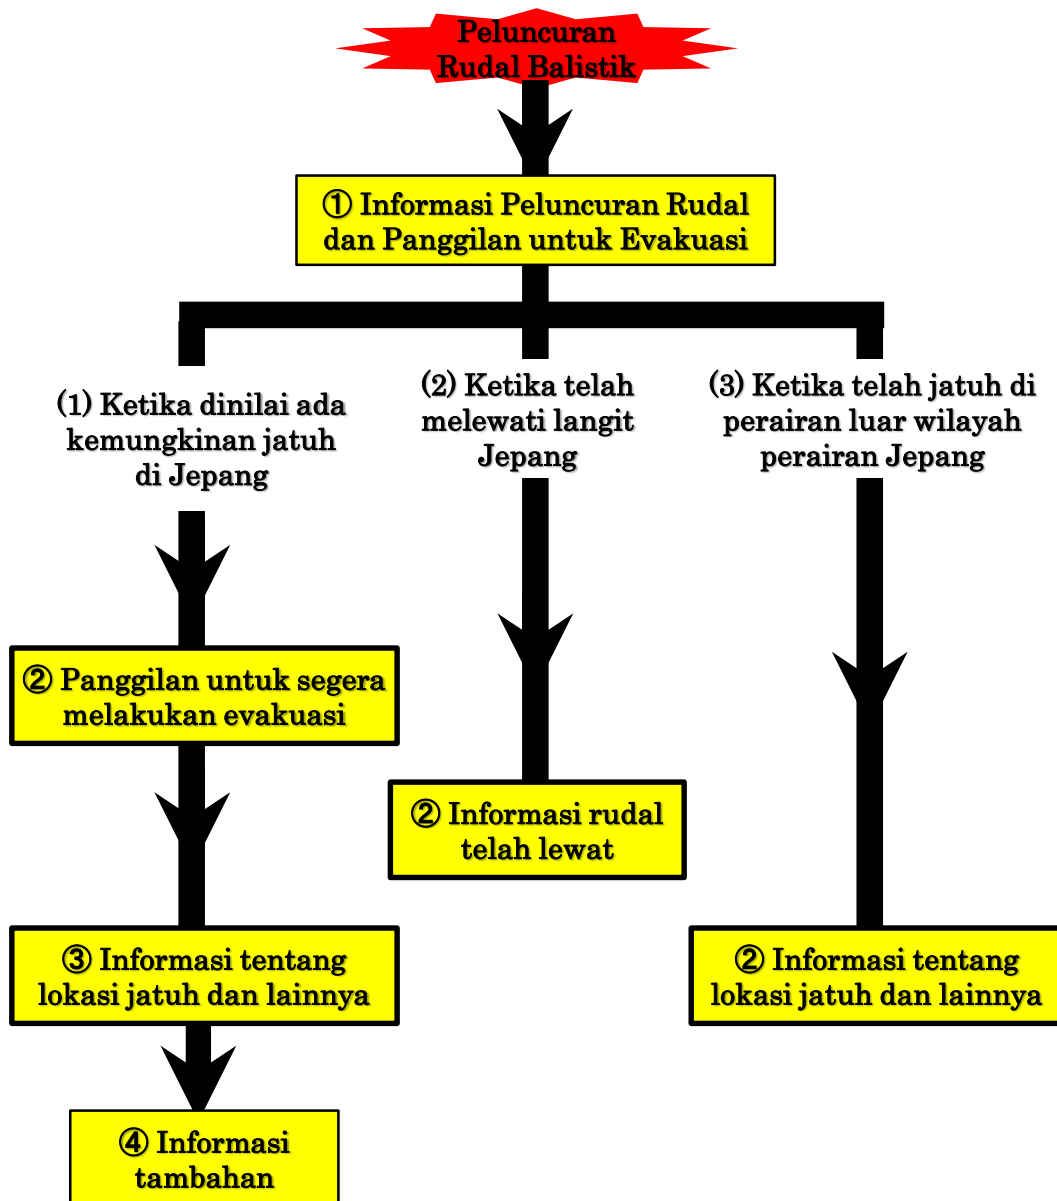 Peluncuran
Rudal Balistik
① Informasi Peluncuran Rudal
dan Panggilan untuk Evakuasi
(1) Ketika dinilai ada
kemungkinan jatuh
di Jepang
(2) Ketika telah
melewati langit
Jepang
(3) Ketika telah jatuh di
perairan luar wilayah
perairan Jepang
② Panggilan untuk segera
melakukan evakuasi
② Informasi rudal
telah lewat
③ Informasi tentang
lokasi jatuh dan lainnya
② Informasi tentang
lokasi jatuh dan lainnya
④ Informasi
tambahan